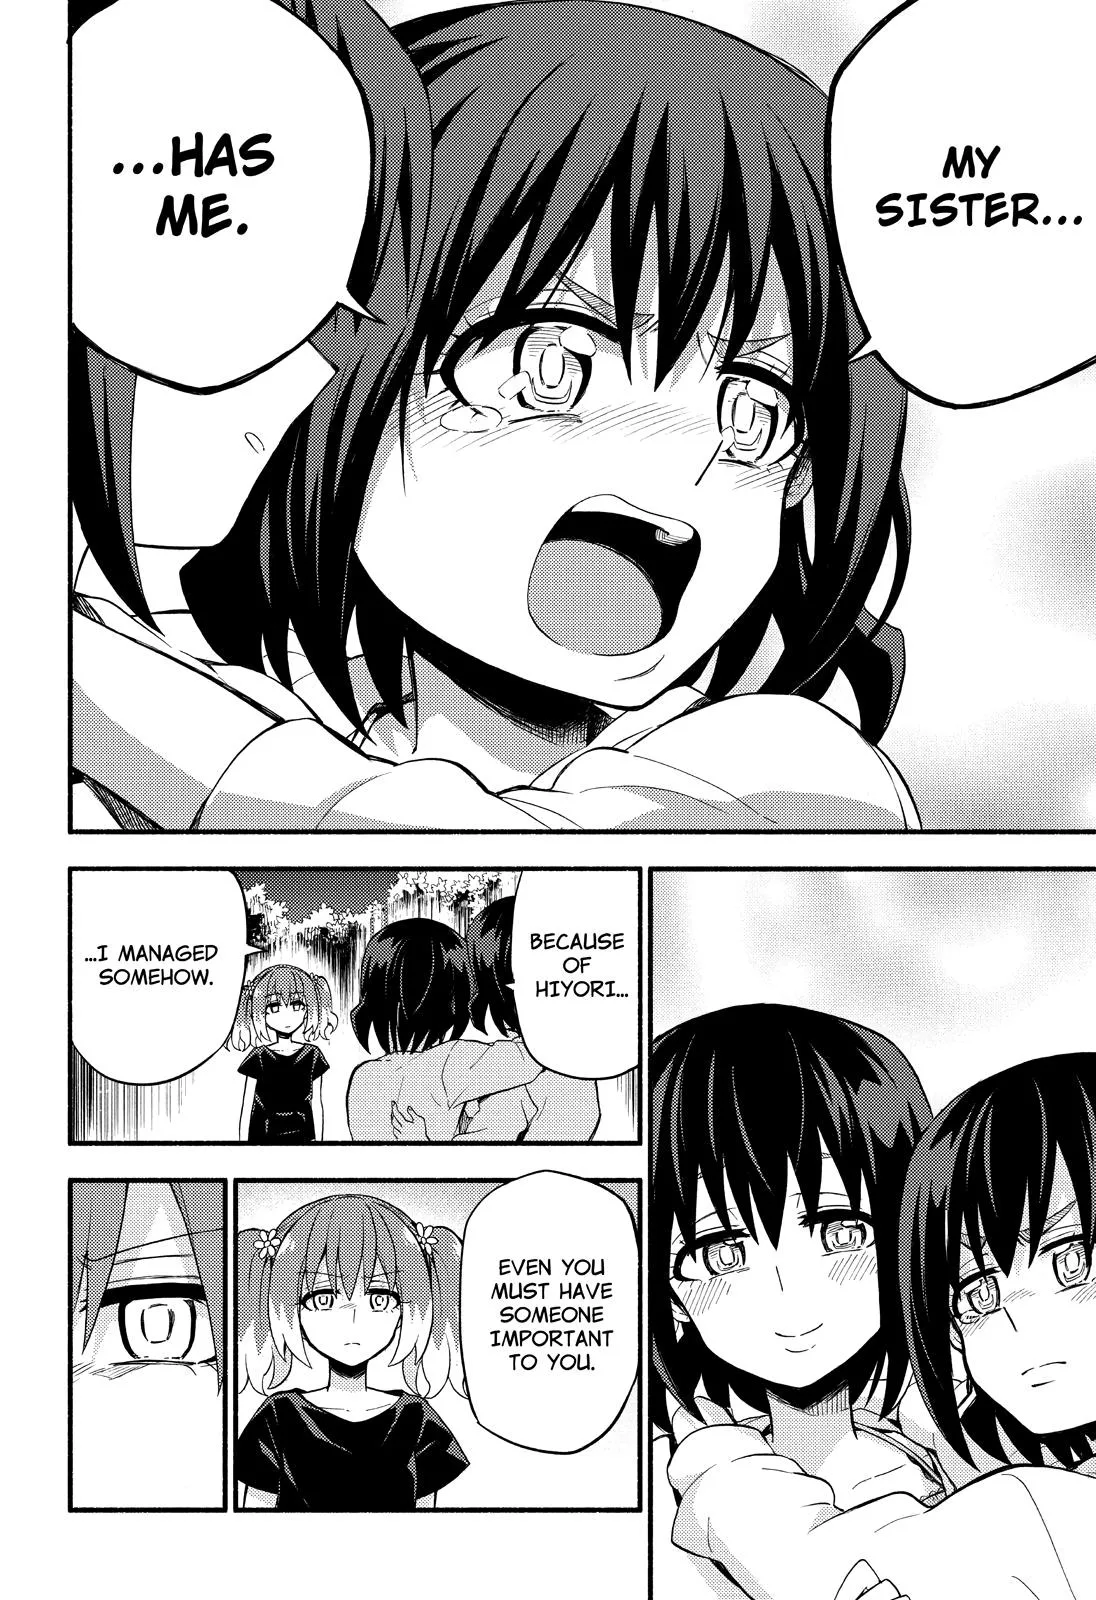 MY
SISTER...
...HAS
ME.
BECAUSE
OF
HIYORI...
...I MANAGED
SOMEHOW.
EVEN YOU
MUST HAVE
SOMEONE
IMPORTANT
TO YOU.